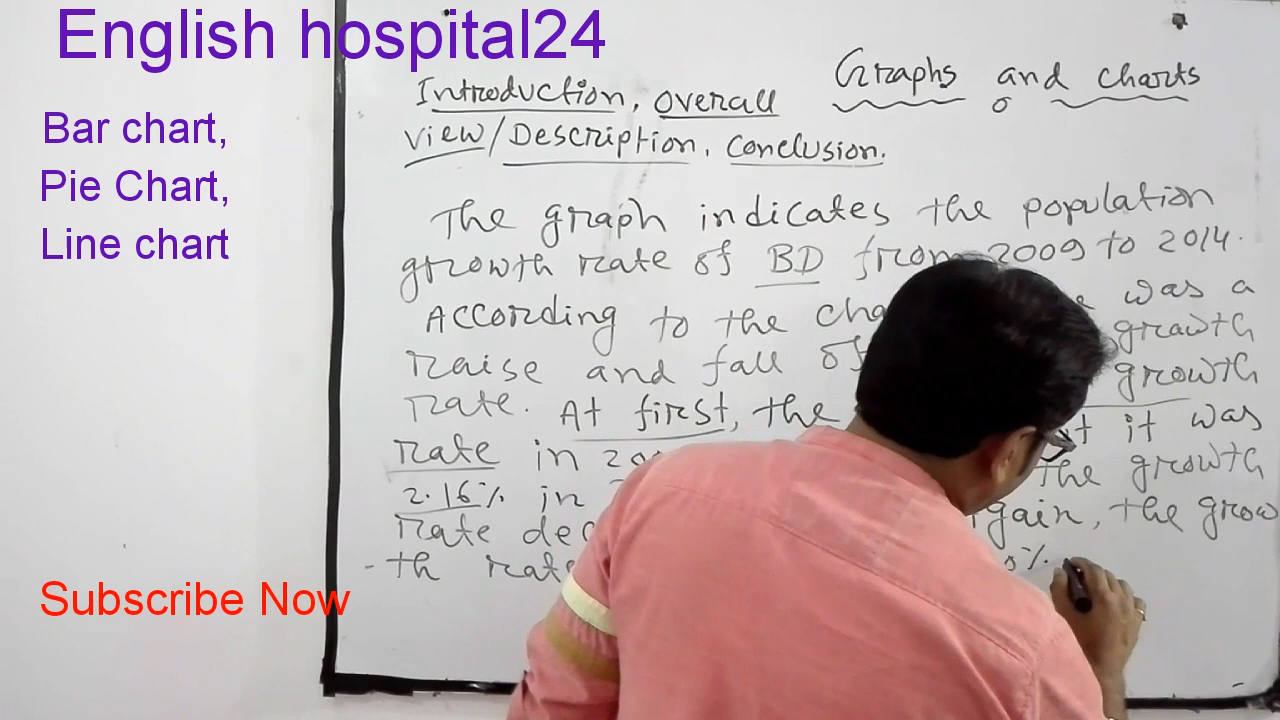 English hospital24
Bar chart,
Pie Chart,
Line chart
Subscribe Now
Graphs and charts
Introduction, overall
view/Description, conclusion.
The graph indicates the population
growth rate of BD from 2009 to 2014.
According to the was a
raise and fall of growth
rate. At first, the growth
rate in it was
2.16% in the growth
rate Again, the grow
-th rate